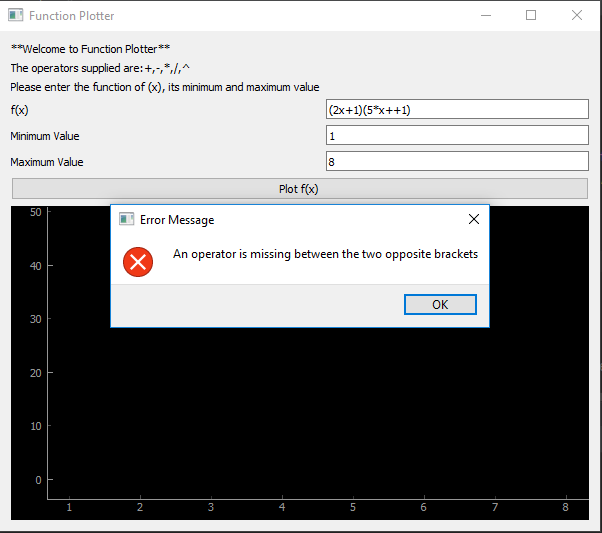 Function Plotter
**Welcome to Function Plotter**
The operators supplied are:+,-,*,/,^
Please enter the function of (x), its minimum and maximum value
f(x)
(2x+1)(5*x++1)
Minimum Value
1
Maximum Value
8
Plot f(x)
Error Message
An operator is missing between the two opposite brackets
OK
50
40
30
20
10
0
1 2 3 4 5 6 7 8